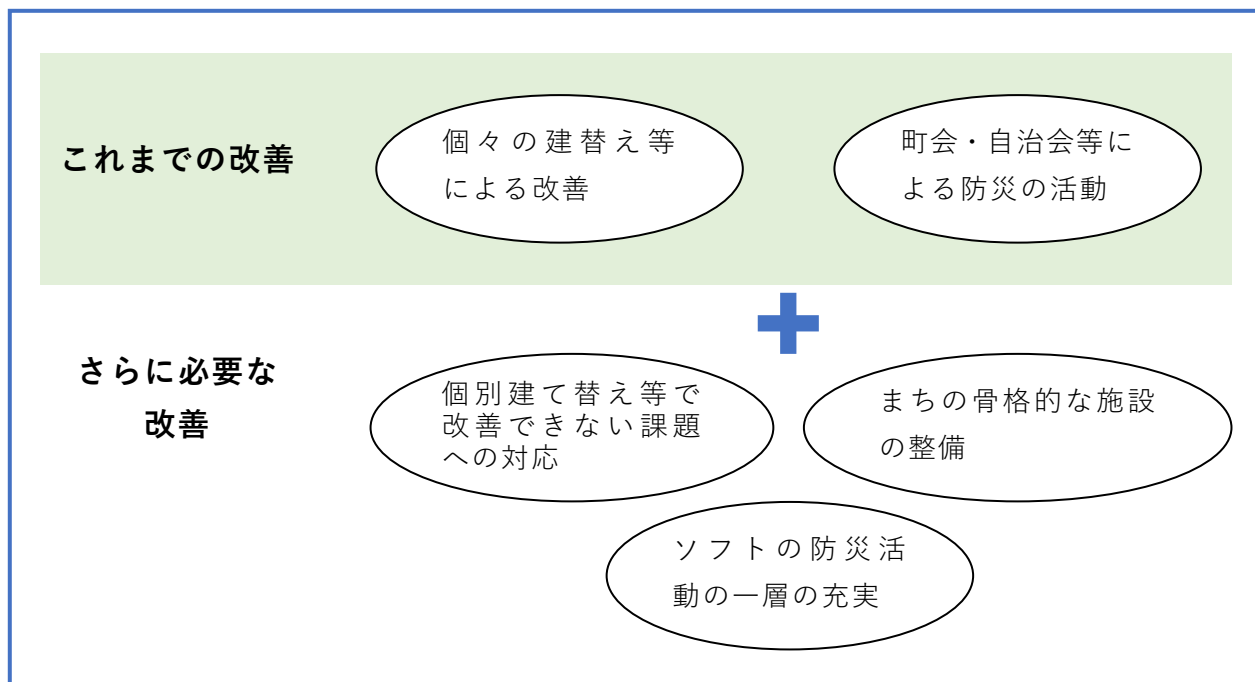 これまでの改善
個々の建替え等
による改善
町会・自治会等に
よる防災の活動
さらに必要な
改善
個別建て替え等で
改善できない課題
への対応
まちの骨格的な施設
の整備
ソフトの防災活
動の一層の充実